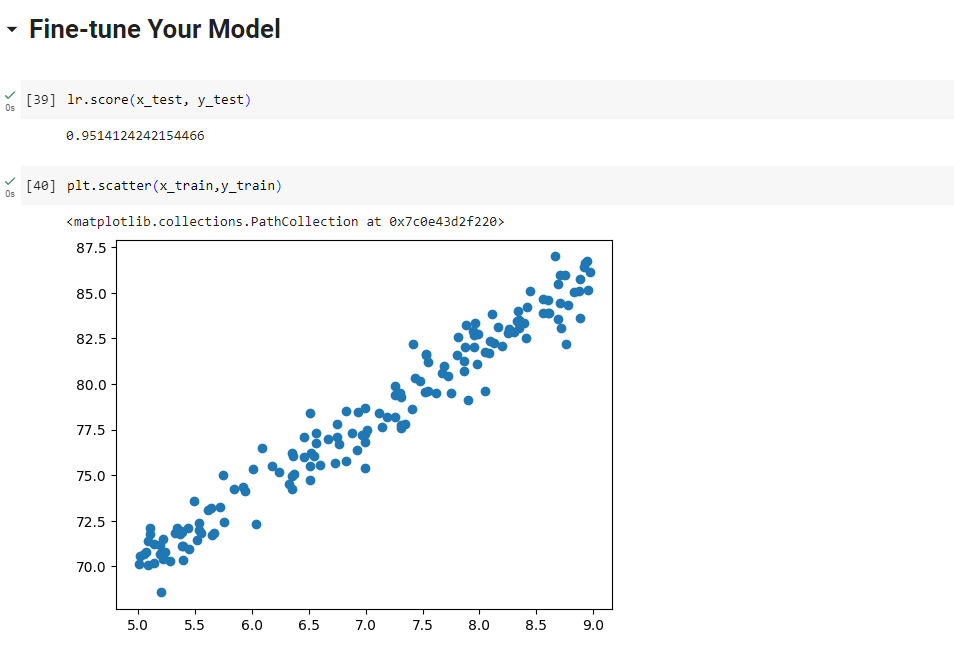 Fine-tune Your Model
0s
[39] lr.score(x_test, y_test)
0.9514124242154466
0s
[40] plt.scatter(x_train,y_train)
<matplotlib.collections.PathCollection at 0x7c0e43d2f220>
87.5
85.0
82.5
80.0
77.5
75.0
72.5
70.0
5.0 5.5 6.0 6.5 7.0 7.5 8.0 8.5 9.0